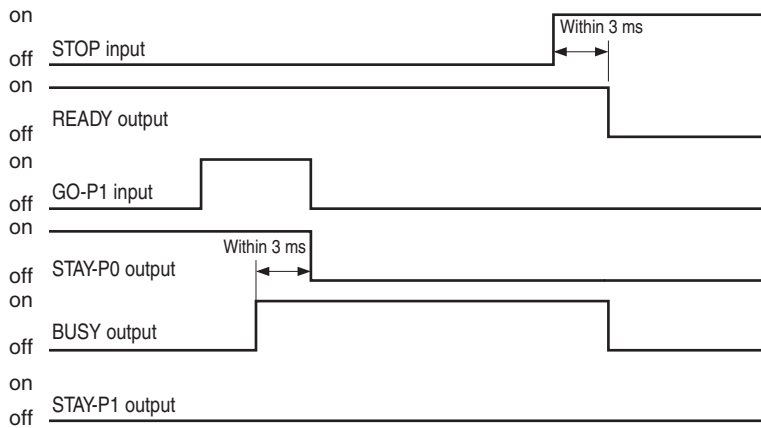 on
Within 3 ms
off STOP input
on
READY output
off
on
off GO-P1 input
on
Within 3 ms
off STAY-P0 output
on
BUSY output
off
on
off STAY-P1 output